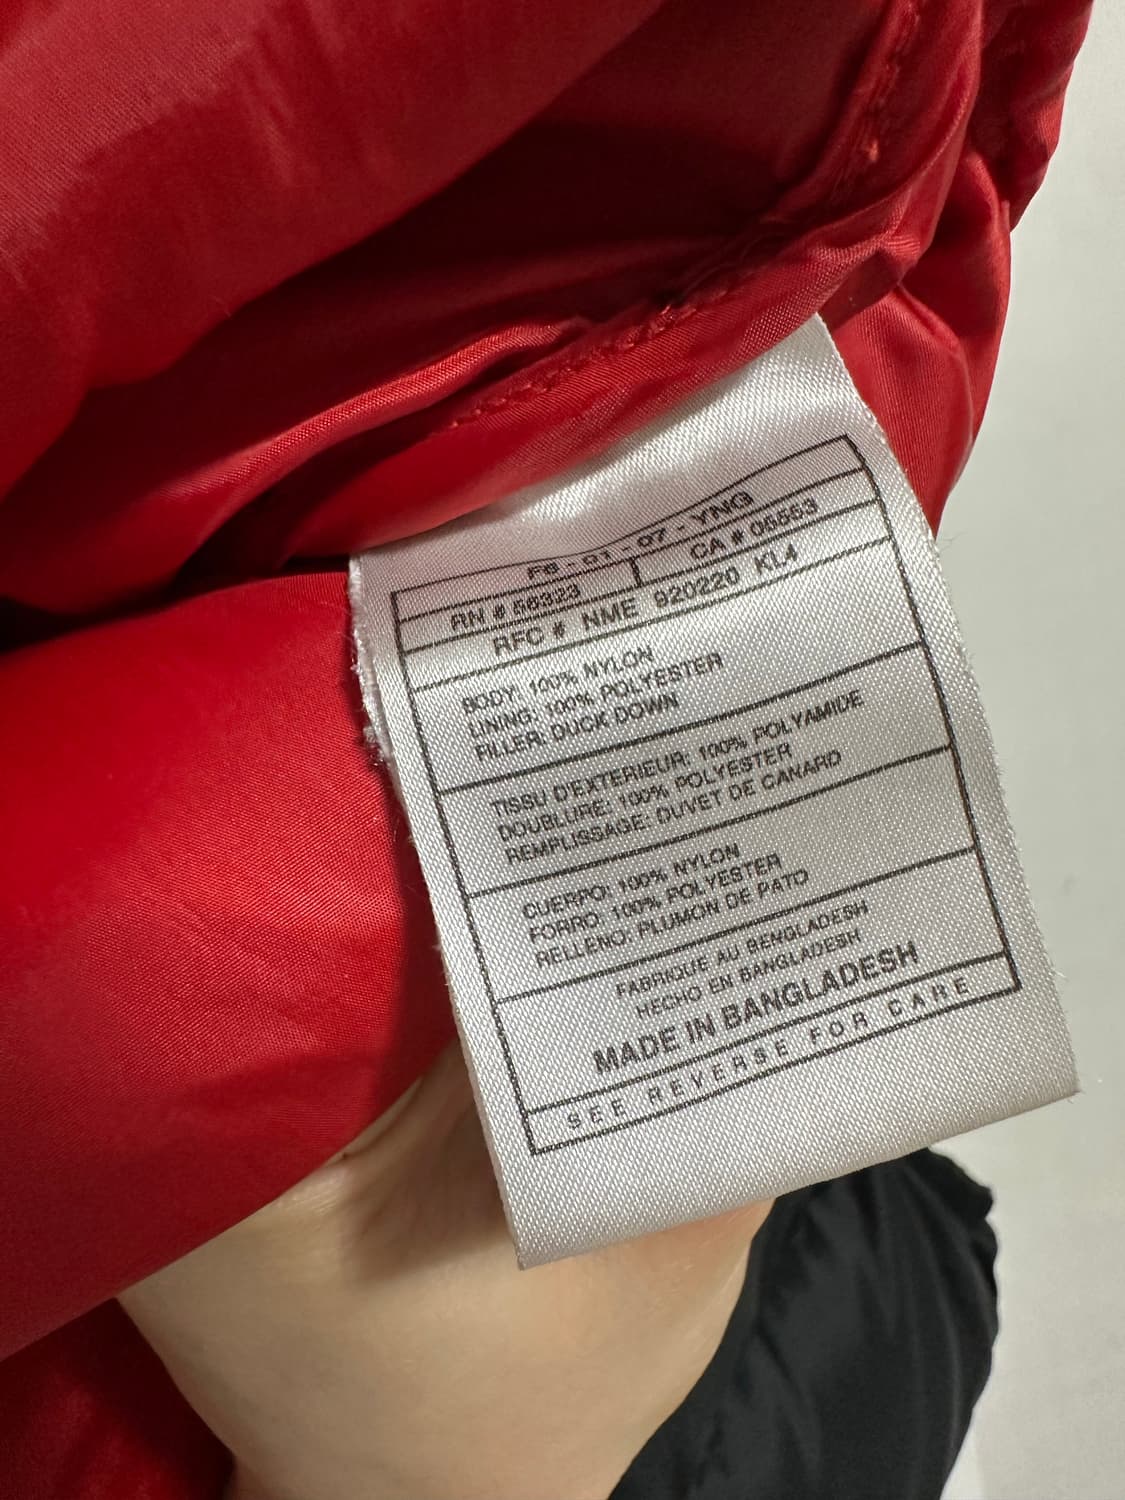 F6 - 01 - 07 - YNG
RN # 56323 CA # 05553
RFC # NME 920220 KL4
BODY: 100% NYLON
LINING: 100% POLYESTER
FILLER: DUCK DOWN
TISSU D'EXTERIEUR: 100% POLYAMIDE
DOUBLURE: 100% POLYESTER
REMPLISSAGE: DUVET DE CANARD
CUERPO: 100% NYLON
FORRO: 100% POLYESTER
RELLENO: PLUMON DE PATO
FABRIQUE AU BENGLADESH
HECHO EN BANGLADESH
MADE IN BANGLADESH
SEE REVERSE FOR CARE